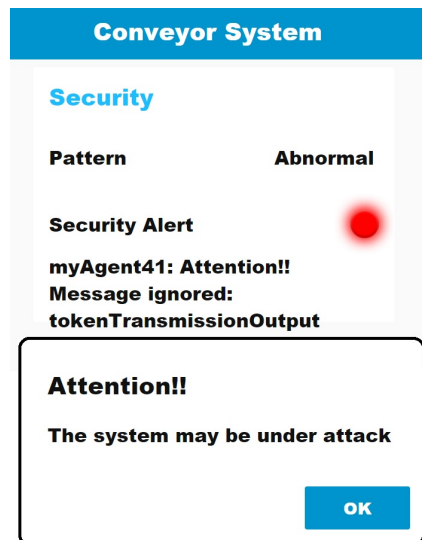 Conveyor System
Security
Pattern Abnormal
Security Alert
myAgent41: Attention!!
Message ignored:
tokenTransmissionOutput
Attention!!
The system may be under attack
OK